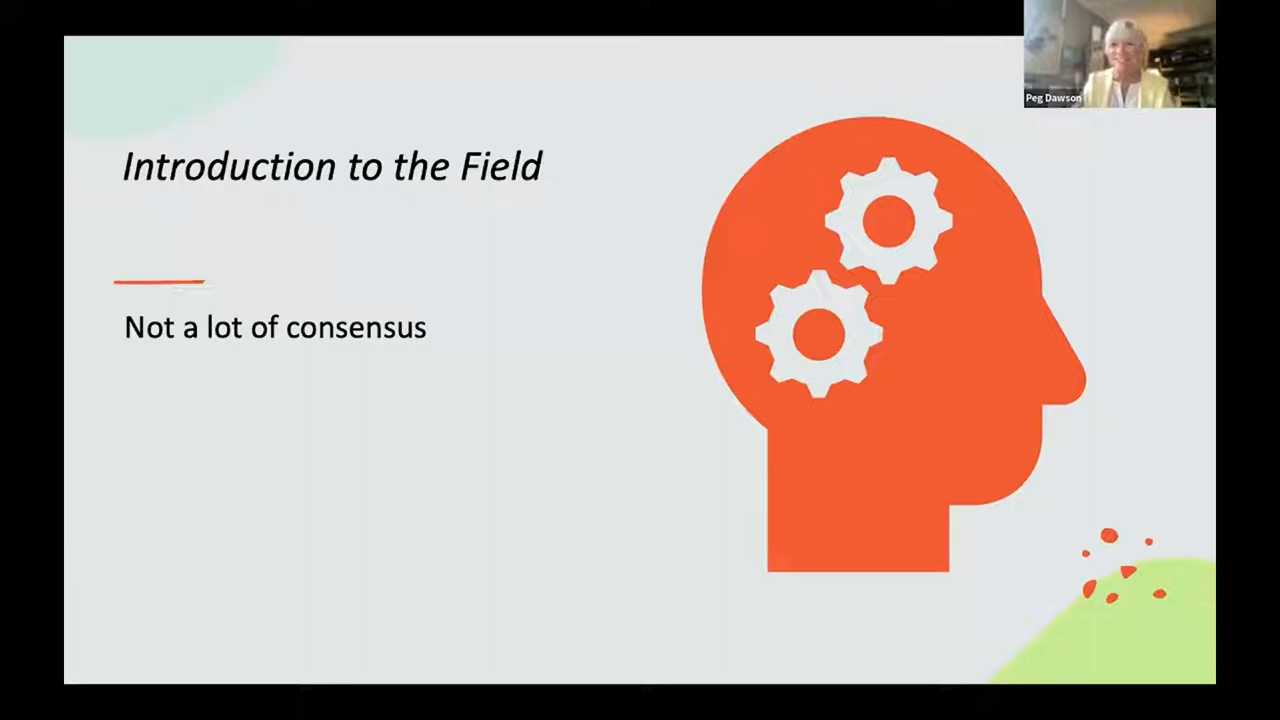 Introduction to the Field
Not a lot of consensus
Peg Dawson